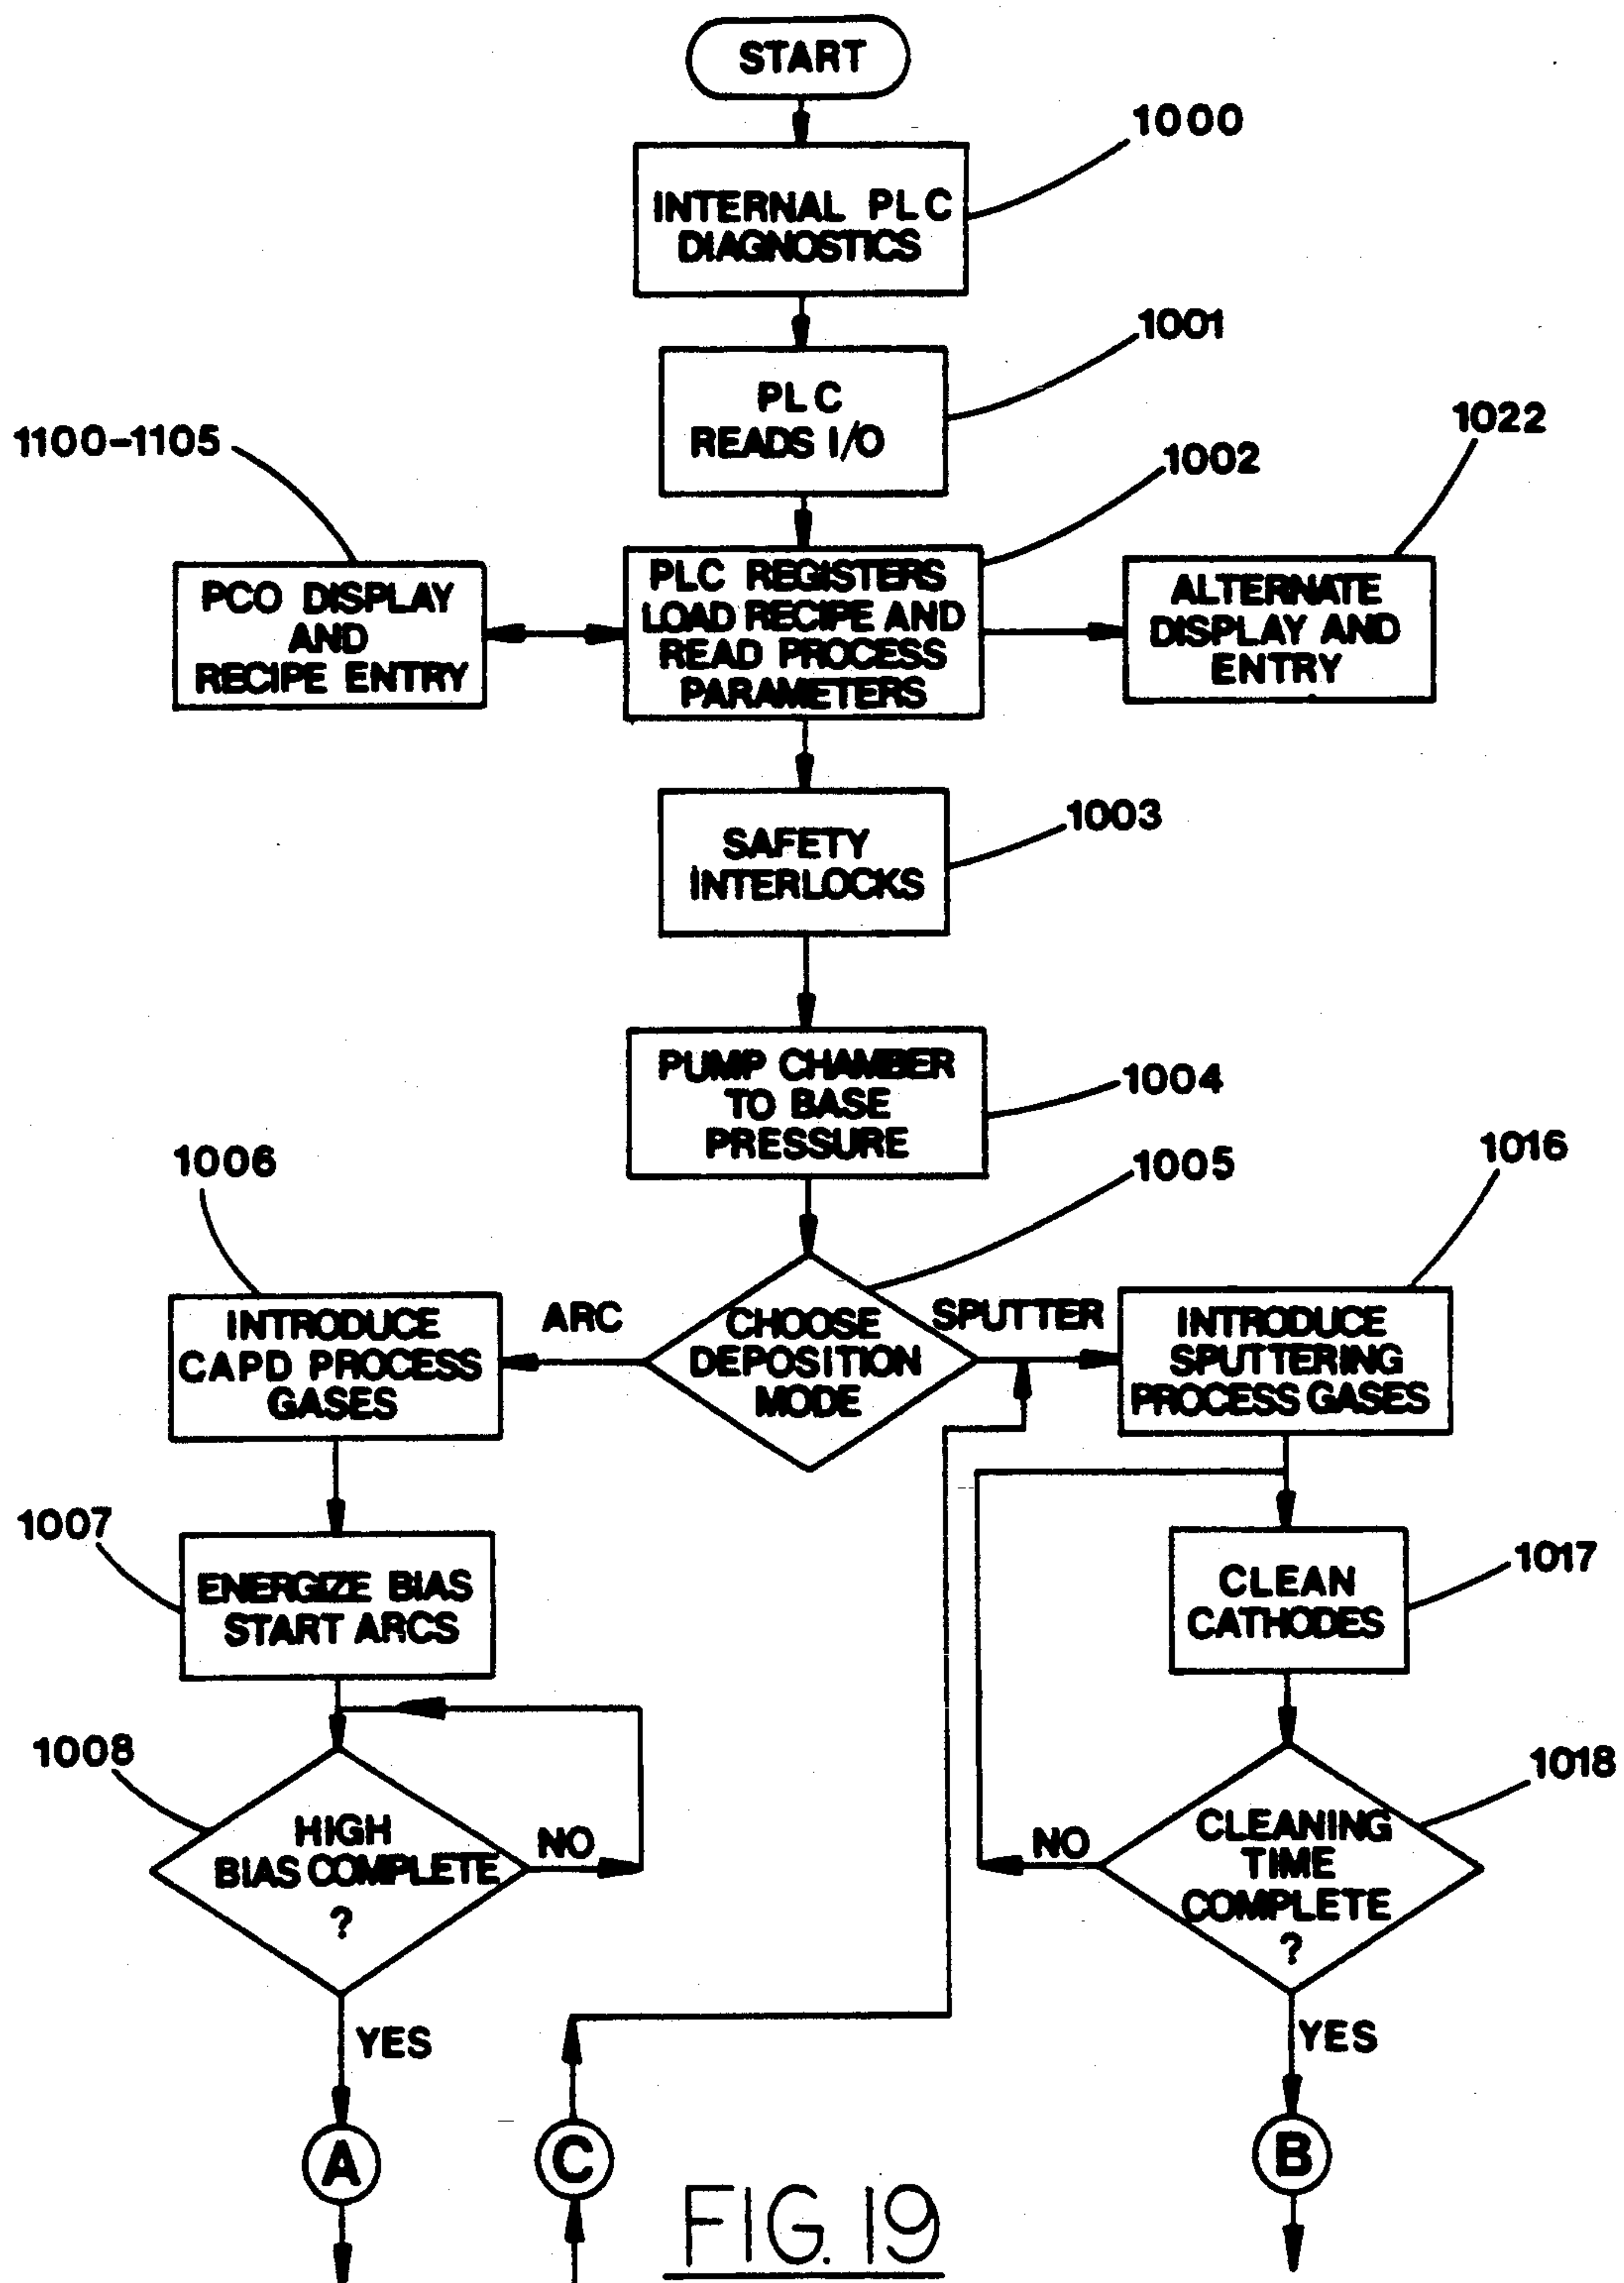 START
1000
INTERNAL PLC
DIAGNOSTICS
1001
PLC
READS I/O
1100-1105
1002
1022
PCO DISPLAY
AND
RECIPE ENTRY
PLC REGISTERS
LOAD RECIPE AND
READ PROCESS
PARAMETERS
ALTERNATE
DISPLAY AND
ENTRY
1003
SAFETY
INTERLOCKS
1004
PUMP CHAMBER
TO BASE
PRESSURE
1006
1005
1016
INTRODUCE
CAPD PROCESS
GASES
ARC
CHOOSE
DEPOSITION
MODE
SPUTTER
INTRODUCE
SPUTTERING
PROCESS GASES
1007
ENERGIZE BIAS
START ARCS
1017
CLEAN
CATHODES
1008
HIGH
BIAS COMPLETE
?
NO
1018
NO
CLEANING
TIME
COMPLETE
?
YES
YES
A
C
B
FIG. 19